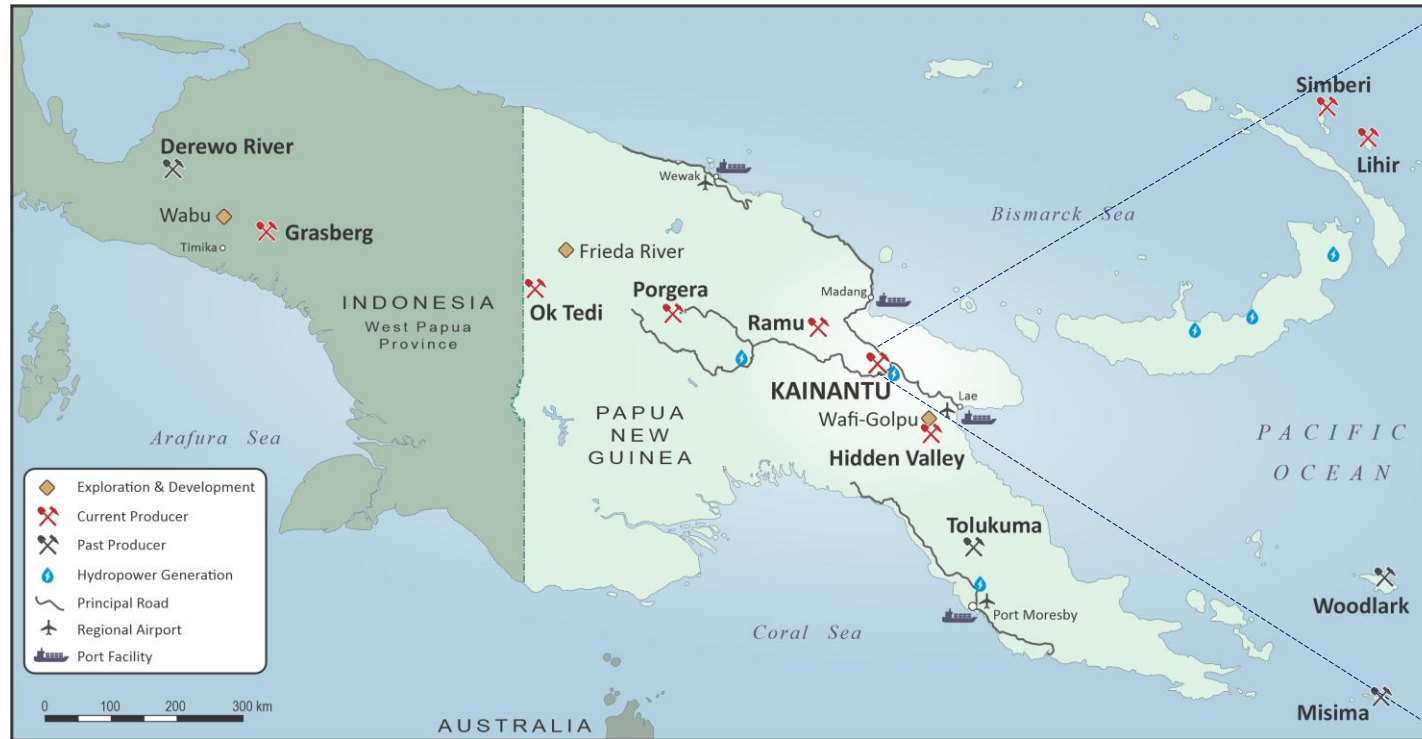 Simberi
Derewo River
Lihir
Wewak
Wabu
Bismarck Sea
Grasberg
Timika
Frieda River
INDONESIA
West Papua
Province
Ok Tedi
Porgera
Madang
Ramu
KAINANTU
Lae
Wafi-Golpu
PAPUA
NEW
GUINEA
Arafura Sea
Hidden Valley
PACIFIC
OCEAN
Exploration & Development
Current Producer
Past Producer
Hydropower Generation
Principal Road
Regional Airport
Port Facility
Tolukuma
Woodlark
Port Moresby
Coral Sea
0 100 200 300 km
AUSTRALIA
Misima